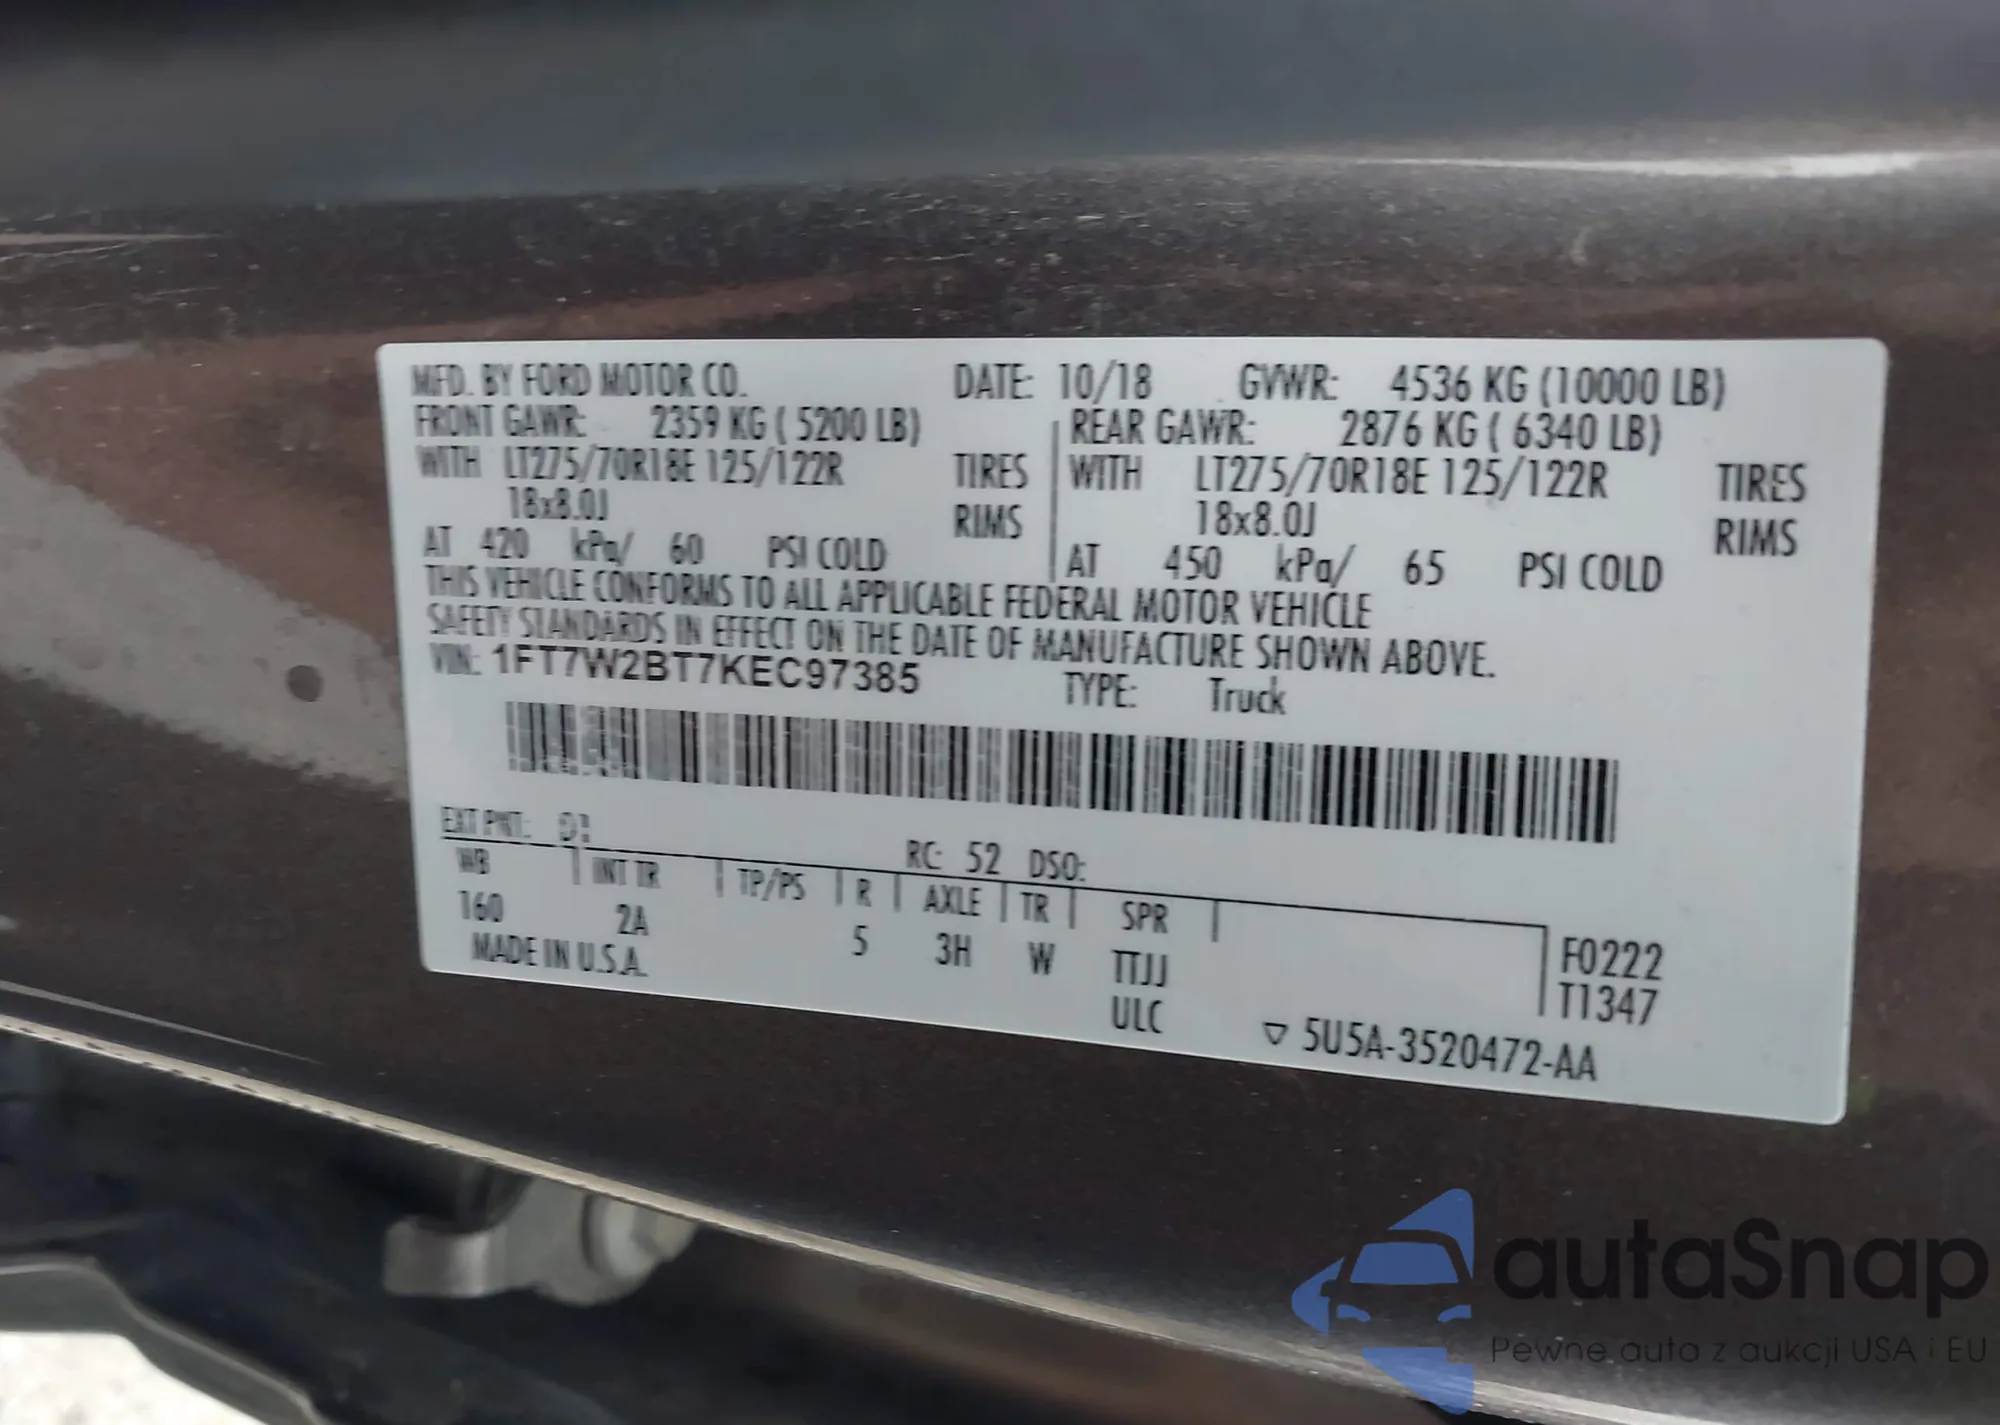 MFD. BY FORD MOTOR CO. DATE: 10/18 GVWR: 4536 KG (10000 LB)
FRONT GAWR: 2359 KG ( 5200 LB) REAR GAWR: 2876 KG ( 6340 LB)
WITH LT275/70R18E 125/122R TIRES WITH LT275/70R18E 125/122R TIRES
18x8.0J RIMS 18x8.0J RIMS
AT 420 kPa/ 60 PSI COLD AT 450 kPa/ 65 PSI COLD
THIS VEHICLE CONFORMS TO ALL APPLICABLE FEDERAL MOTOR VEHICLE
SAFETY STANDARDS IN EFFECT ON THE DATE OF MANUFACTURE SHOWN ABOVE.
VIN: 1FT7W2BT7KEC97385 TYPE: Truck
EXT PNT: RC: 52 DSO:
WB INT TR TP/PS R AXLE TR SPR
160 2A 5 3H W TTJJ F0222
MADE IN U.S.A. ULC T1347
▽ 5U5A-3520472-AA
autaSnap
Pewne auta z aukcji USA i EU